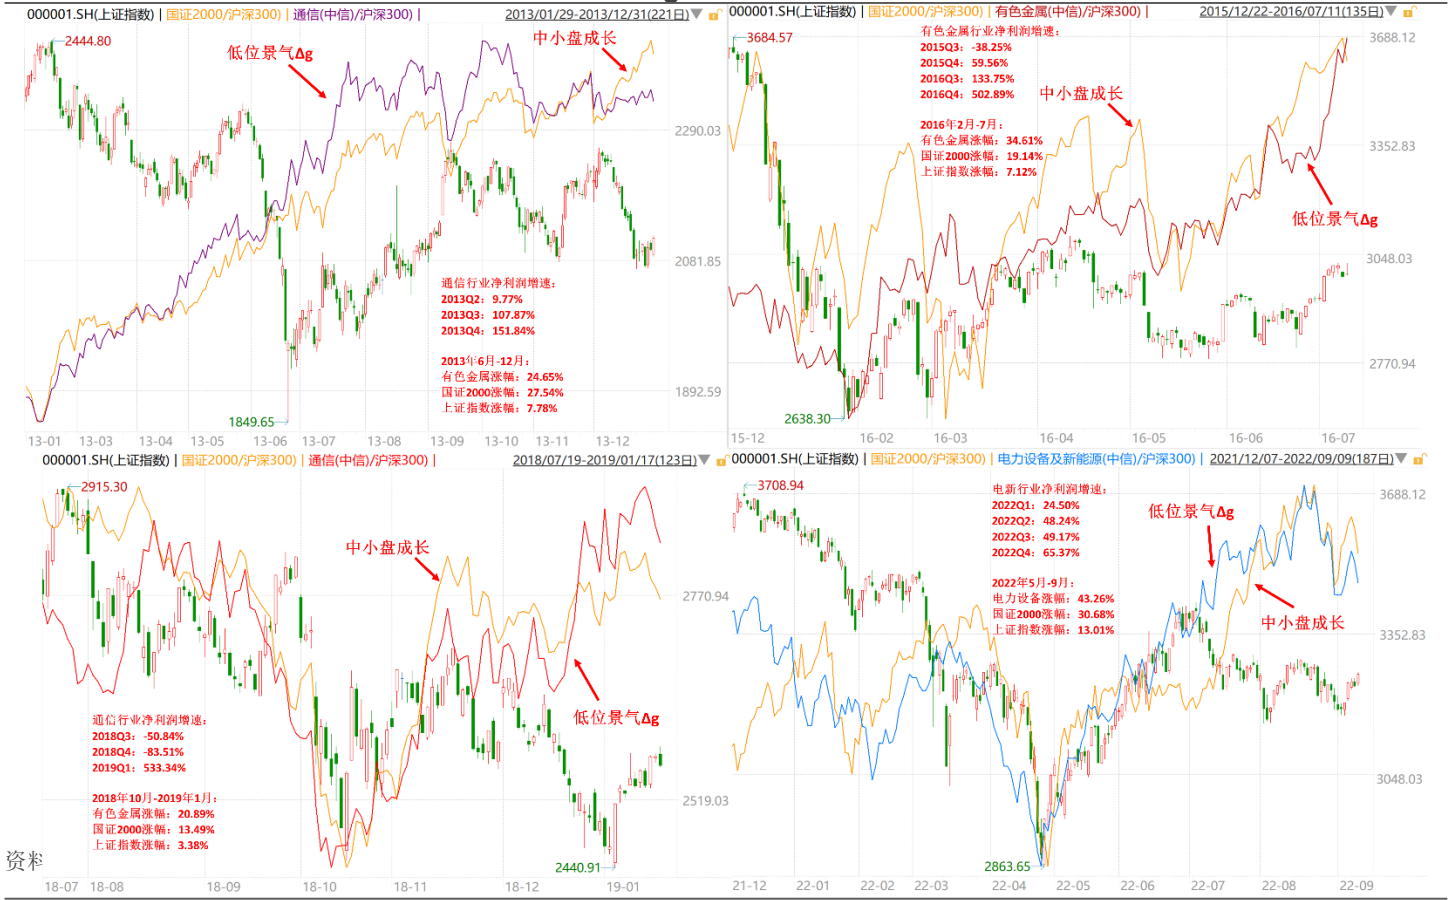 000001.SH(上证指数) | 国证2000/沪深300) | 通信(中信)/沪深300) |
2013/01/29-2013/12/31(221日)
2444.80
低位景气Δg
中小盘成长
2290.03
2081.85
1892.59
通信行业净利润增速：
2013Q2：9.77%
2013Q3：107.87%
2013Q4：151.84%
2013年6月-12月：
有色金属涨幅：24.65%
国证2000涨幅：27.54%
上证指数涨幅：7.78%
1849.65
13-01 13-03 13-04 13-05 13-06 13-07 13-08 13-09 13-10 13-11 13-12
000001.SH(上证指数) | 国证2000/沪深300) | 有色金属(中信)/沪深300) |
2015/12/22-2016/07/11(135日)
3684.57
有色金属行业净利润增速：
2015Q3：-38.25%
2015Q4：59.56%
2016Q3：133.75%
2016Q4：502.89%
2016年2月-7月：
有色金属涨幅：34.61%
国证2000涨幅：19.14%
上证指数涨幅：7.12%
中小盘成长
低位景气Δg
3688.12
3352.83
3048.03
2770.94
2638.30
15-12 16-02 16-03 16-04 16-05 16-06 16-07
000001.SH(上证指数) | 国证2000/沪深300) | 通信(中信)/沪深300) |
2018/07/19-2019/01/17(123日)
2915.30
中小盘成长
低位景气Δg
2770.94
2519.03
通信行业净利润增速：
2018Q3：-50.84%
2018Q4：-83.51%
2019Q1：533.34%
2018年10月-2019年1月：
有色金属涨幅：20.89%
国证2000涨幅：13.49%
上证指数涨幅：3.38%
2440.91
资料
18-07 18-08 18-09 18-10 18-11 18-12 19-01
000001.SH(上证指数) | 国证2000/沪深300) | 电力设备及新能源(中信)/沪深300) |
2021/12/07-2022/09/09(187日)
3708.94
电新行业净利润增速：
2022Q1：24.50%
2022Q2：48.24%
2022Q3：49.17%
2022Q4：65.37%
2022年5月-9月：
电力设备涨幅：43.26%
国证2000涨幅：30.68%
上证指数涨幅：13.01%
低位景气Δg
中小盘成长
3688.12
3352.83
3048.03
2863.65
21-12 22-01 22-02 22-03 22-04 22-05 22-06 22-07 22-08 22-09